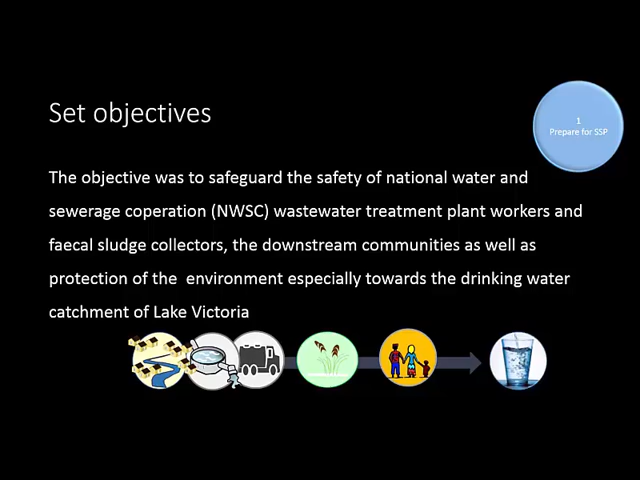 Set objectives
1
Prepare for SSP
The objective was to safeguard the safety of national water and
sewerage coperation (NWSC) wastewater treatment plant workers and
faecal sludge collectors, the downstream communities as well as
protection of the  environment especially towards the drinking water
catchment of Lake Victoria